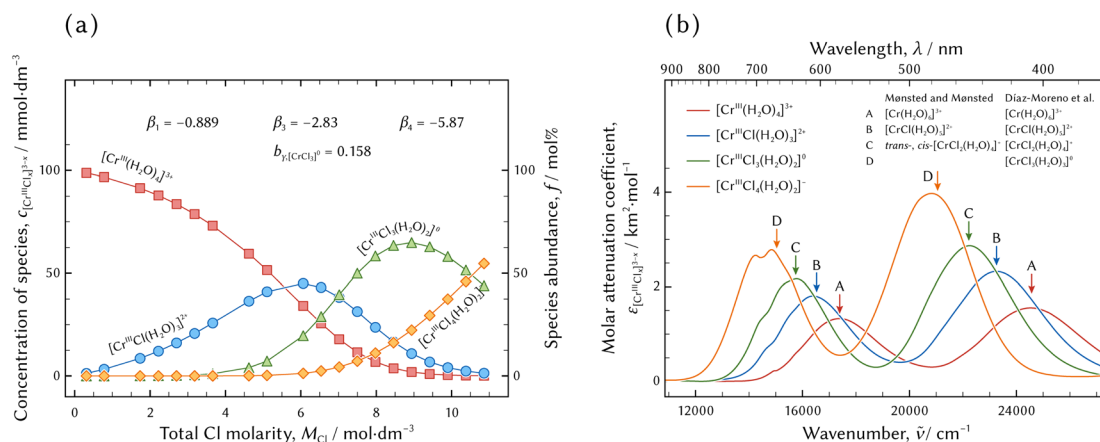 (a)
Concentration of species, c[CrIIIClx]3−x / mmol·dm−3
100
50
0
β1 = −0.889
β3 = −2.83
β4 = −5.87
bγ,[CrCl3]0 = 0.158
[CrIII(H2O)4]3+
[CrIIICl3(H2O)2]0
[CrIIICl(H2O)3]2+
[CrIIICl4(H2O)2]−
100
50
0
Species abundance, f / mol%
0 2 4 6 8 10
Total Cl molarity, MCl / mol·dm−3
(b)
Wavelength, λ / nm
900 800 700 600 500 400
Molar attenuation coefficient,
ε[CrIIIClx]3−x / km2·mol−1
4
2
0
[CrIII(H2O)4]3+
[CrIIICl(H2O)3]2+
[CrIIICl3(H2O)2]0
[CrIIICl4(H2O)2]−
Mønsted and Mønsted Díaz-Moreno et al.
A [Cr(H2O)6]3+ [Cr(H2O)6]3+
B [CrCl(H2O)5]2- [CrCl(H2O)5]2+
C trans-, cis-[CrCl2(H2O)4]- [CrCl2(H2O)4]-
D [CrCl3(H2O)3]0
D
C
B
A
D
C
B
A
12000 16000 20000 24000
Wavenumber, ν̃/ cm−1